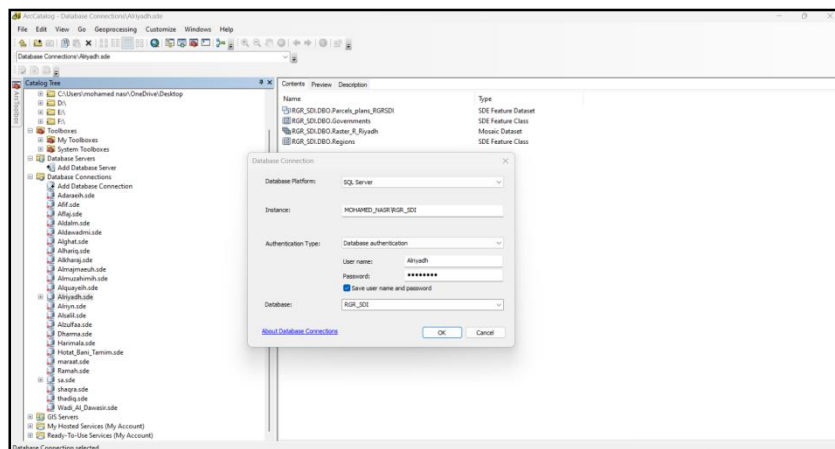 ArcCatalog - Database Connections\Alriyadh.sde
File Edit View Go Geoprocessing Customize Windows Help
Database Connections\Alriyadh.sde
Catalog Tree
C:\Users\mohamed nasr\OneDrive\Desktop
D:\
E:\
F:\
Toolboxes
My Toolboxes
System Toolboxes
Database Servers
Add Database Server
Database Connections
Add Database Connection
Adaraeih.sde
Afif.sde
Aflaj.sde
Aldalm.sde
Aldawadmi.sde
Alghat.sde
Alhariq.sde
Alkharaj.sde
Almajmaeuh.sde
Almuzahimih.sde
Alquayeih.sde
Alriyadh.sde
Alriyn.sde
Alsalil.sde
Alzulfaa.sde
Dharma.sde
Harimala.sde
Hotat_Bani_Tamim.sde
maraat.sde
Ramah.sde
sa.sde
shaqra.sde
thadiq.sde
Wadi_Al_Dawasir.sde
GIS Servers
My Hosted Services (My Account)
Ready-To-Use Services (My Account)
Database Connection selected
ArcToolbox
Contents Preview Description
Name Type
RGR_SDI.DBO.Parcels_plans_RGRSDI SDE Feature Dataset
RGR_SDI.DBO.Governments SDE Feature Class
RGR_SDI.DBO.Raster_R_Riyadh Mosaic Dataset
RGR_SDI.DBO.Regions SDE Feature Class
Database Connection
Database Platform: SQL Server
Instance: MOHAMED_NASR\RGR_SDI
Authentication Type: Database authentication
User name: Alriyadh
Password: ••••••••
Save user name and password
Database: RGR_SDI
About Database Connections OK Cancel